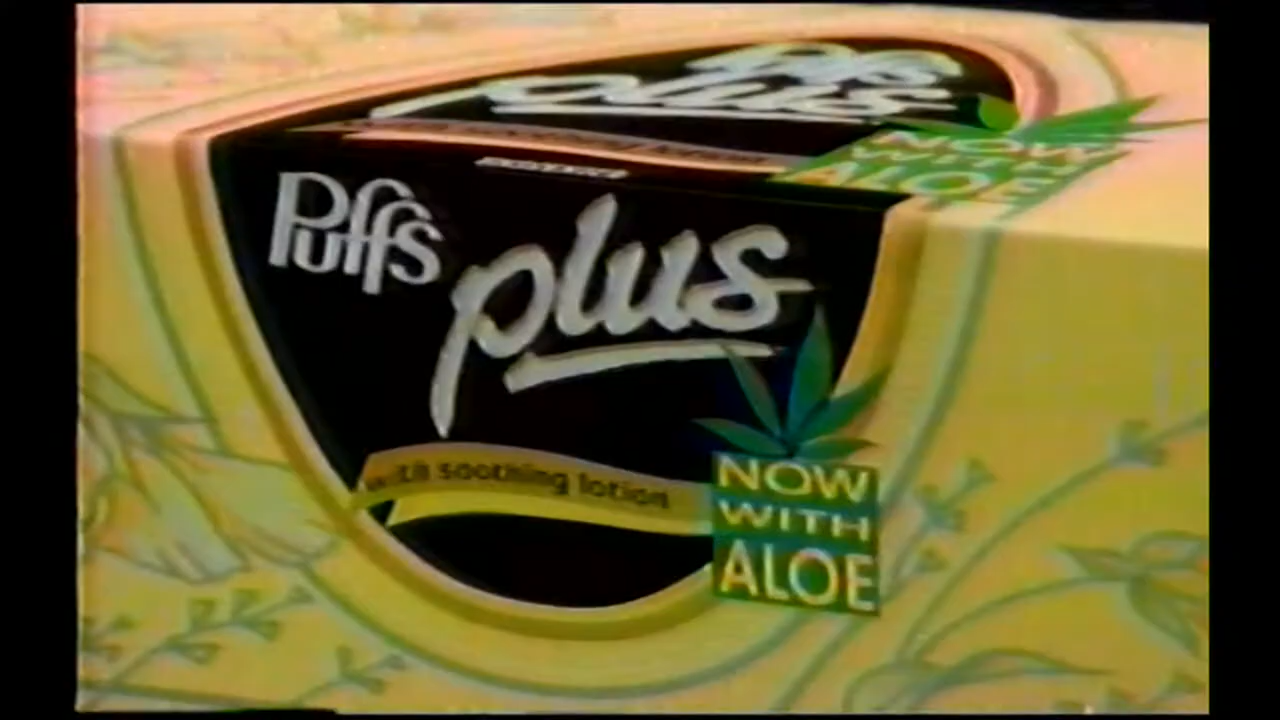 Puffs
plus
NOW
WITH
ALOE
Puffs
plus
with soothing lotion
NOW
WITH
ALOE